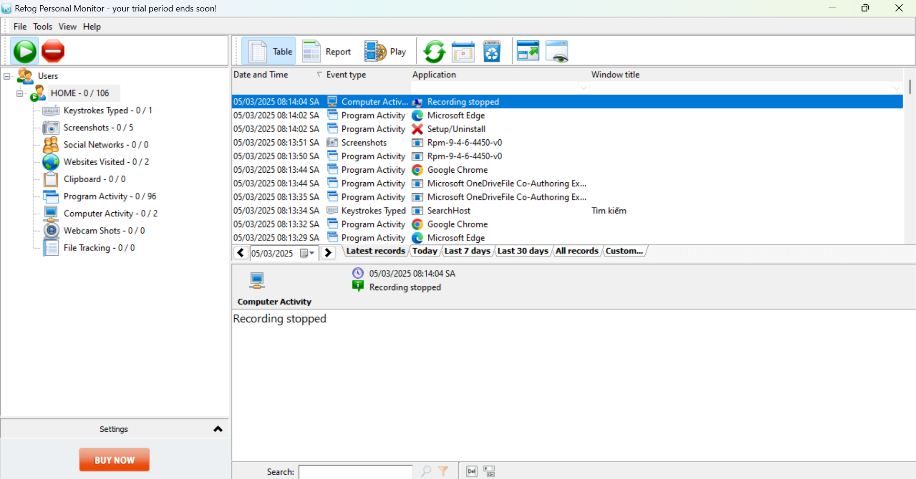 Refog Personal Monitor - your trial period ends soon!
File Tools View Help
Table Report Play
Users
HOME - 0 / 106
Keystrokes Typed - 0 / 1
Screenshots - 0 / 5
Social Networks - 0 / 0
Websites Visited - 0 / 2
Clipboard - 0 / 0
Program Activity - 0 / 96
Computer Activity - 0 / 2
Webcam Shots - 0 / 0
File Tracking - 0 / 0
Settings
BUY NOW
Date and Time Event type Application Window title
05/03/2025 08:14:04 SA Computer Activ... Recording stopped
05/03/2025 08:14:02 SA Program Activity Microsoft Edge
05/03/2025 08:14:02 SA Program Activity Setup/Uninstall
05/03/2025 08:13:51 SA Screenshots Rpm-9-4-6-4450-v0
05/03/2025 08:13:50 SA Program Activity Rpm-9-4-6-4450-v0
05/03/2025 08:13:44 SA Program Activity Google Chrome
05/03/2025 08:13:44 SA Program Activity Microsoft OneDriveFile Co-Authoring Ex...
05/03/2025 08:13:35 SA Program Activity Microsoft OneDriveFile Co-Authoring Ex...
05/03/2025 08:13:34 SA Keystrokes Typed SearchHost Tìm kiếm
05/03/2025 08:13:32 SA Program Activity Google Chrome
05/03/2025 08:13:29 SA Program Activity Microsoft Edge
05/03/2025 Latest records Today Last 7 days Last 30 days All records Custom...
05/03/2025 08:14:04 SA
Recording stopped
Computer Activity
Recording stopped
Search: